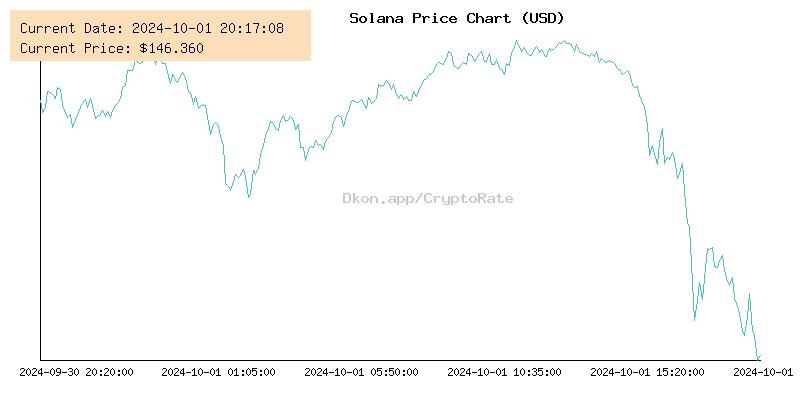 Solana Price Chart (USD)
Current Date: 2024-10-01 20:17:08
Current Price: $146.360
Dkon.app/CryptoRate
2024-09-30 20:20:00 2024-10-01 01:05:00 2024-10-01 05:50:00 2024-10-01 10:35:00 2024-10-01 15:20:00 2024-10-01